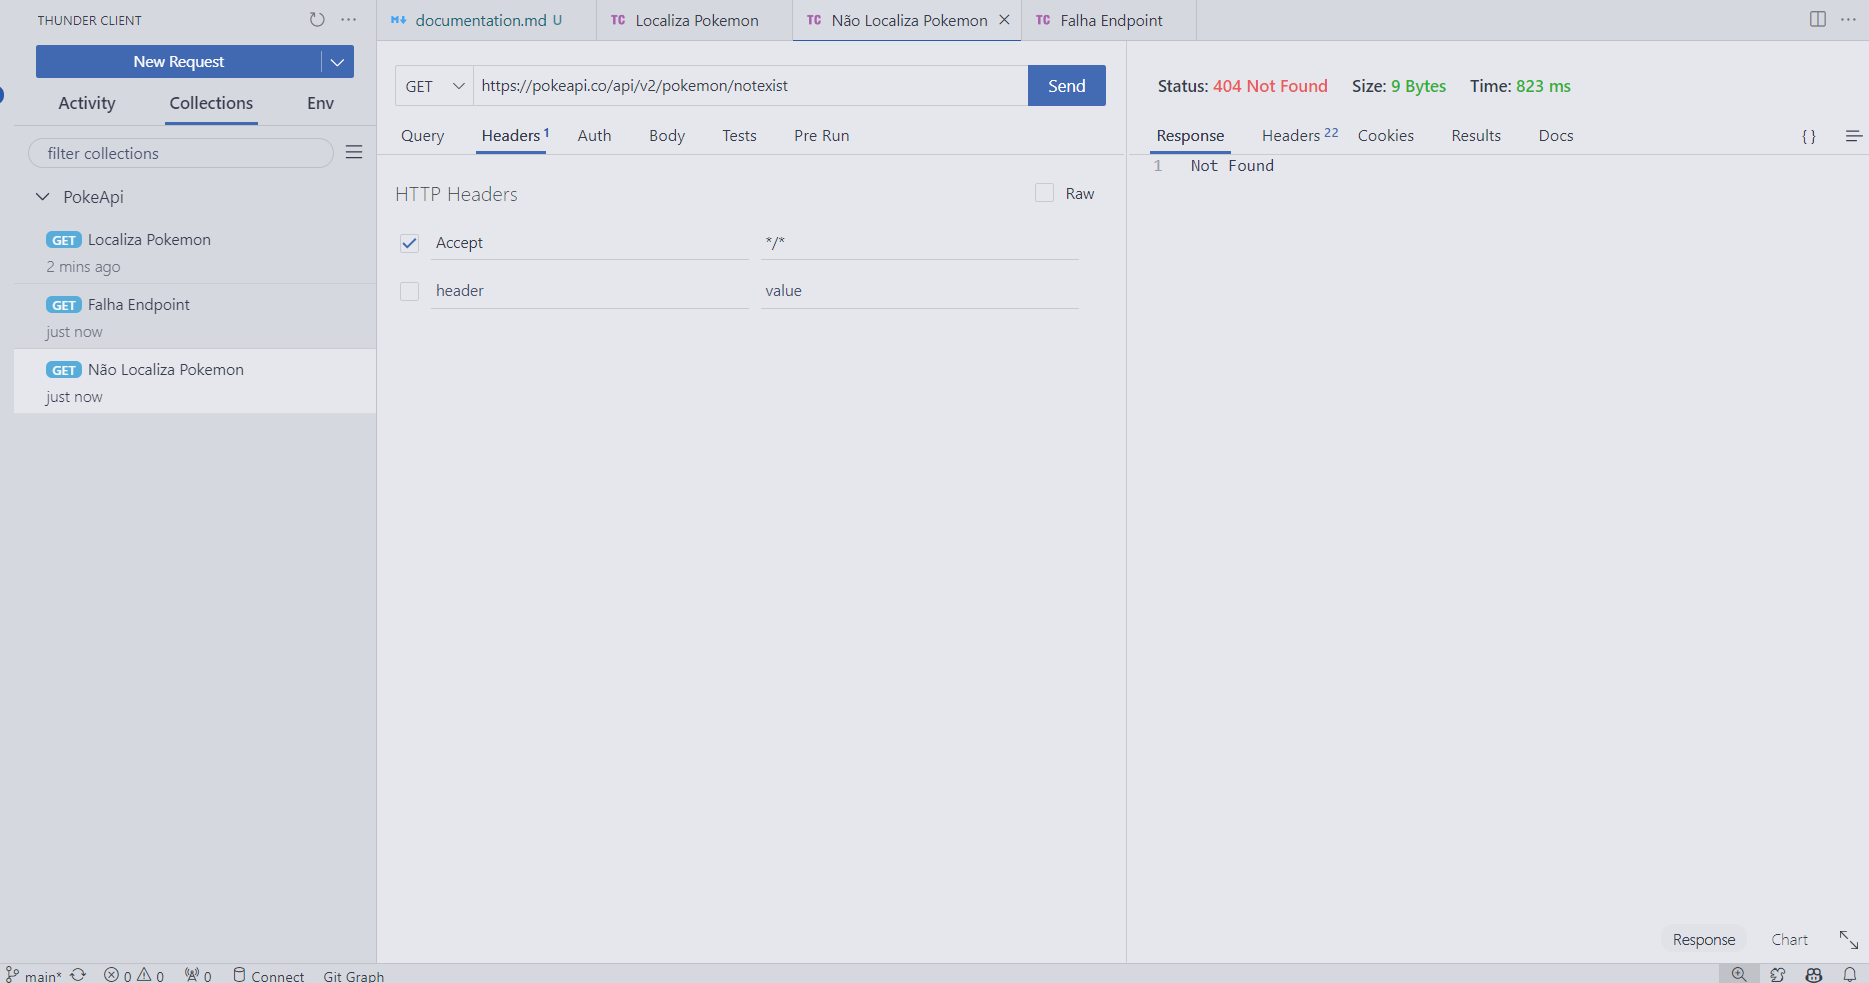 THUNDER CLIENT
New Request
Activity Collections Env
filter collections
PokeApi
GET Localiza Pokemon
2 mins ago
GET Falha Endpoint
just now
GET Não Localiza Pokemon
just now
documentation.md U
TC Localiza Pokemon
TC Não Localiza Pokemon
TC Falha Endpoint
GET https://pokeapi.co/api/v2/pokemon/notexist Send
Query Headers 1 Auth Body Tests Pre Run
HTTP Headers Raw
Accept */*
header value
Status: 404 Not Found Size: 9 Bytes Time: 823 ms
Response Headers 22 Cookies Results Docs { }
1 Not Found
Response Chart
main* 0 0 0 Connect Git Graph